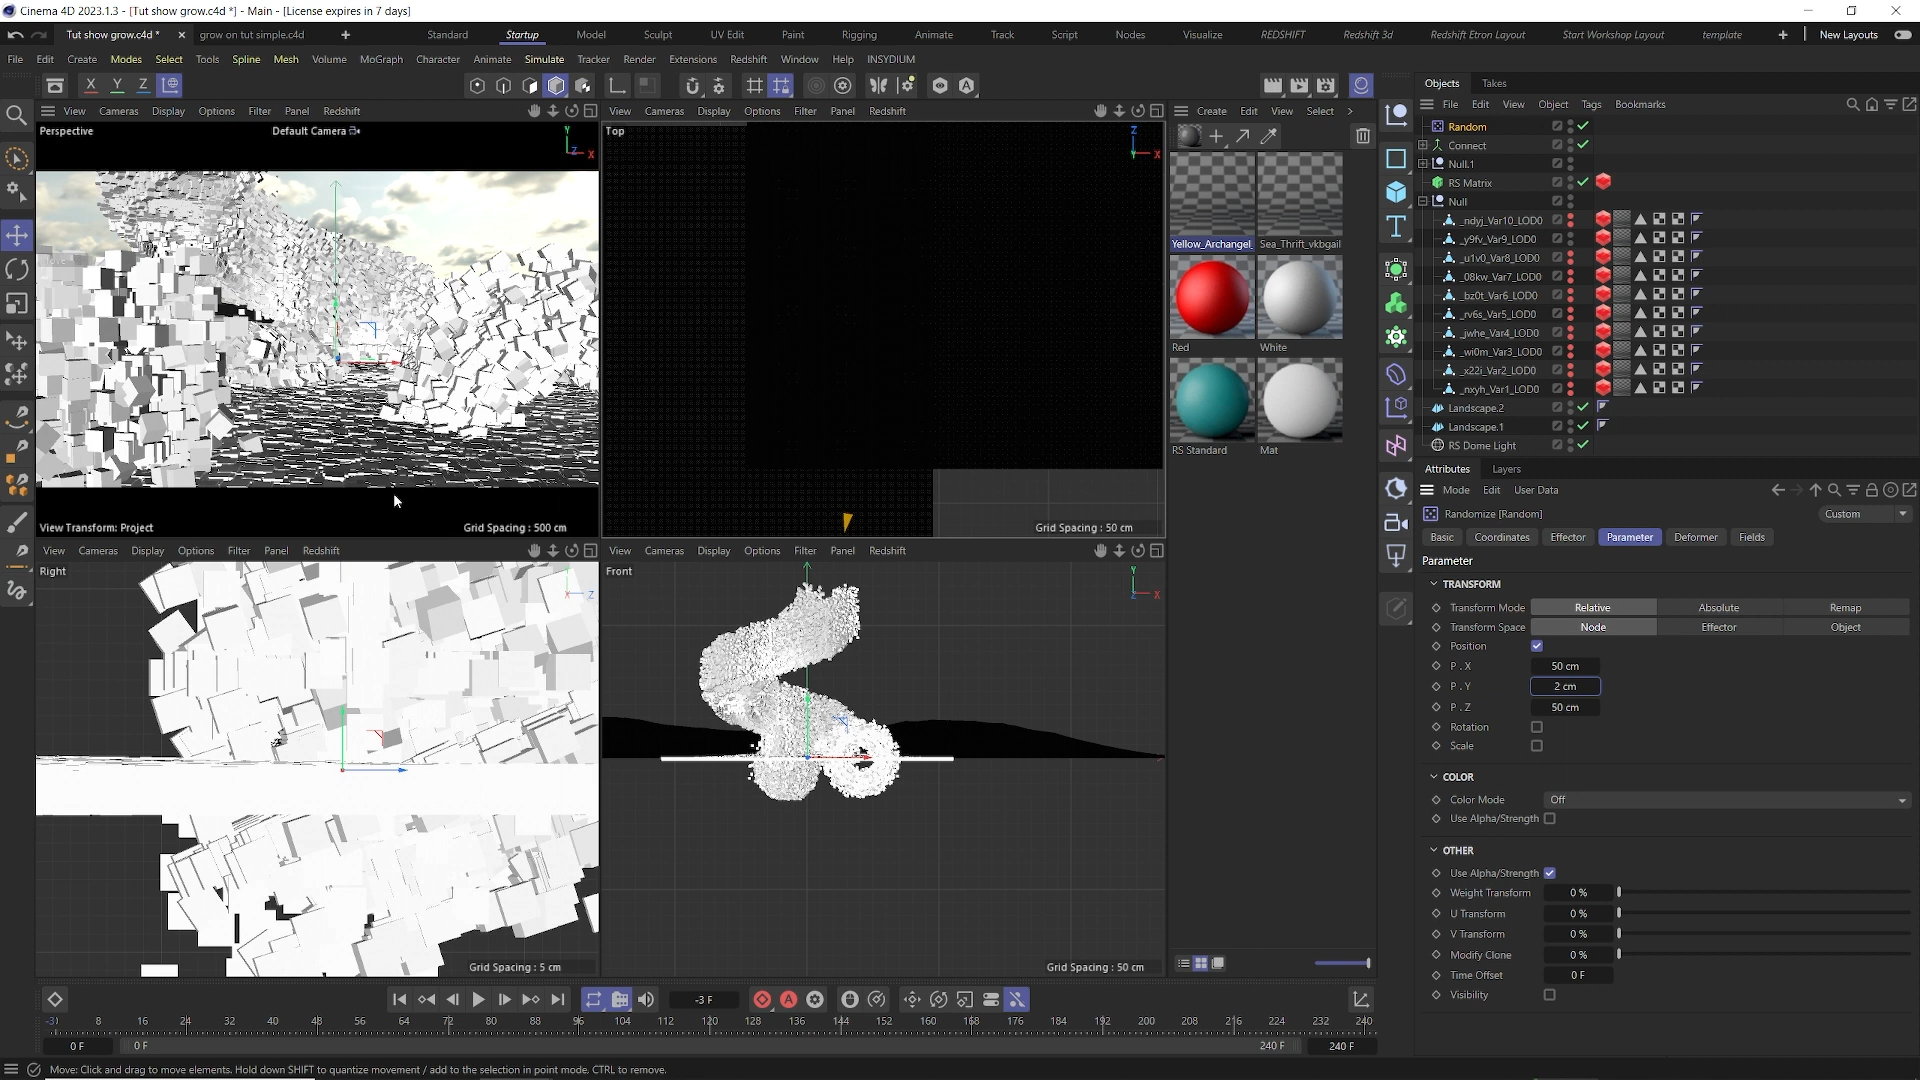 Cinema 4D 2023.1.3 - [Tut show grow.c4d *] - Main - [License expires in 7 days]
Tut show grow.c4d * × grow on tut simple.c4d + Standard Startup Model Sculpt UV Edit Paint Rigging Animate Track Script Nodes Visualize REDSHIFT Redshift 3d Redshift Etron Layout Start Workshop Layout template + New Layouts
File Edit Create Modes Select Tools Spline Mesh Volume MoGraph Character Animate Simulate Tracker Render Extensions Redshift Window Help INSYDIUM
X Y Z
Objects Takes
File Edit View Object Tags Bookmarks
View Cameras Display Options Filter Panel Redshift
Perspective
Default Camera
Y
Z X
View Transform: Project
Grid Spacing : 500 cm
View Cameras Display Options Filter Panel Redshift
Top
Z
Y X
Grid Spacing : 50 cm
View Cameras Display Options Filter Panel Redshift
Right
Z
Grid Spacing : 5 cm
View Cameras Display Options Filter Panel Redshift
Front
Y
Z X
Grid Spacing : 50 cm
Create Edit View Select
Yellow_Archangel_ Sea_Thrift_vkbgail
Red White
RS Standard Mat
Random
Connect
Null.1
RS Matrix
Null
_ndyj_Var10_LOD0
_y9fv_Var9_LOD0
_u1v0_Var8_LOD0
_08kw_Var7_LOD0
_bz0t_Var6_LOD0
_rv6s_Var5_LOD0
_jwhe_Var4_LOD0
_wi0m_Var3_LOD0
_x22i_Var2_LOD0
_nxyh_Var1_LOD0
Landscape.2
Landscape.1
RS Dome Light
Attributes Layers
Mode Edit User Data
Randomize [Random] Custom
Basic Coordinates Effector Parameter Deformer Fields
Parameter
TRANSFORM
Transform Mode Relative Absolute Remap
Transform Space Node Effector Object
Position
P . X 50 cm
P . Y 2 cm
P . Z 50 cm
Rotation
Scale
COLOR
Color Mode Off
Use Alpha/Strength
OTHER
Use Alpha/Strength
Weight Transform 0 %
U Transform 0 %
V Transform 0 %
Modify Clone 0 %
Time Offset 0 F
Visibility
-3 F
-3 8 16 24 32 40 48 56 64 72 80 88 96 104 112 120 128 136 144 152 160 168 176 184 192 200 208 216 224 232 240
0 F 0 F 240 F 240 F
Move: Click and drag to move elements. Hold down SHIFT to quantize movement / add to the selection in point mode, CTRL to remove.